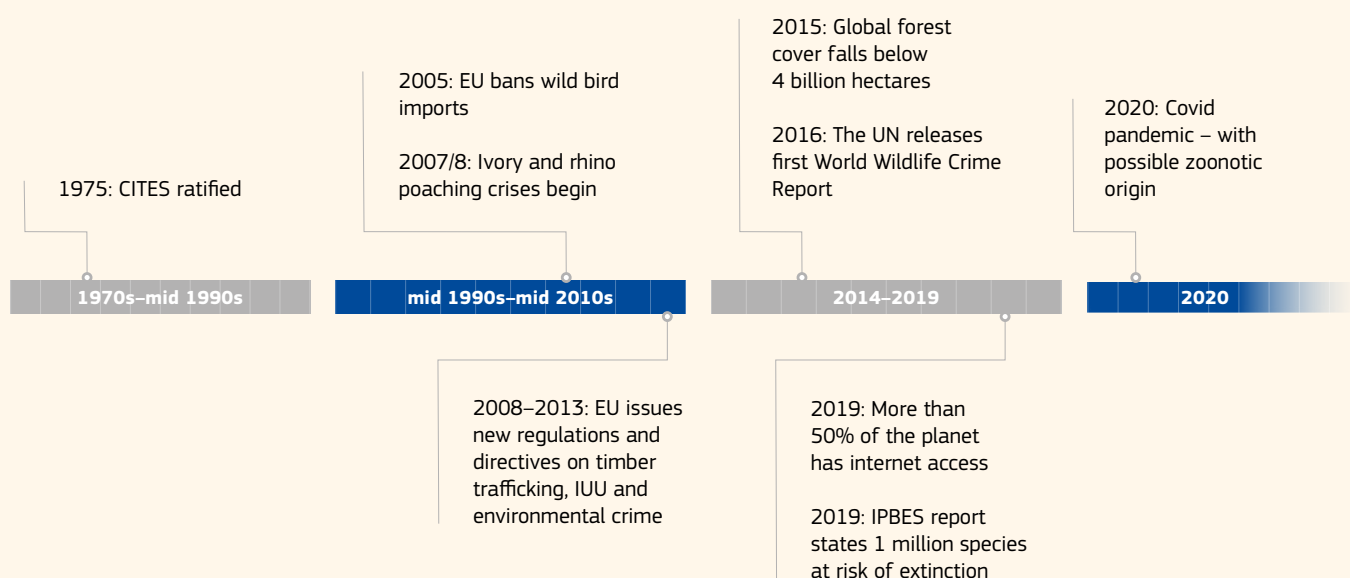 1975: CITES ratified
2005: EU bans wild bird
imports
2007/8: Ivory and rhino
poaching crises begin
2015: Global forest
cover falls below
4 billion hectares
2016: The UN releases
first World Wildlife Crime
Report
2020: Covid
pandemic – with
possible zoonotic
origin
1970s–mid 1990s
mid 1990s–mid 2010s
2014–2019
2020
2008–2013: EU issues
new regulations and
directives on timber
trafficking, IUU and
environmental crime
2019: More than
50% of the planet
has internet access
2019: IPBES report
states 1 million species
at risk of extinction